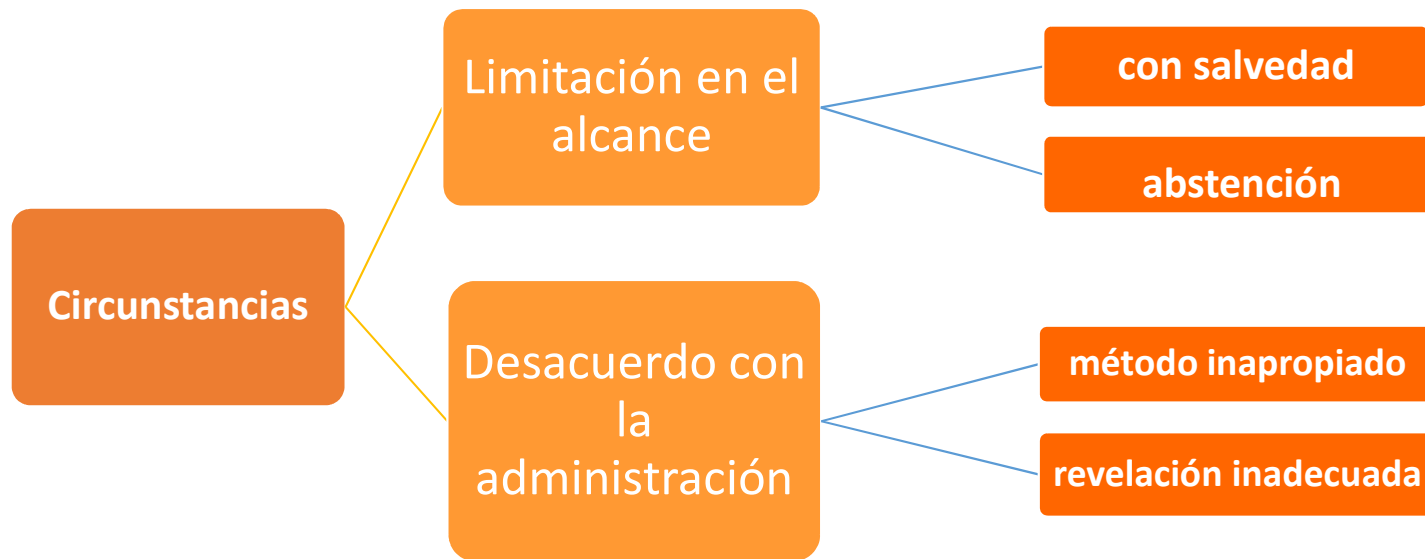 Circunstancias
Limitación en el
alcance
con salvedad
abstención
Desacuerdo con
la
administración
método inapropiado
revelación inadecuada